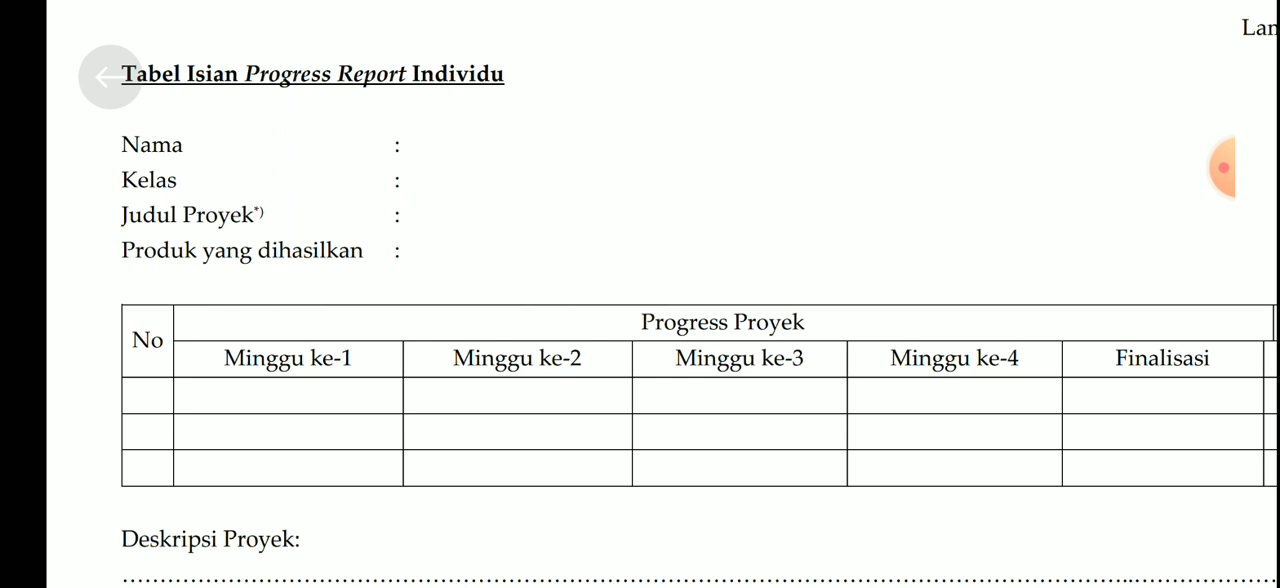 Tabel Isian Progress Report Individu
Nama :
Kelas :
Judul Proyek*) :
Produk yang dihasilkan :
No
Progress Proyek
Minggu ke-1 Minggu ke-2 Minggu ke-3 Minggu ke-4 Finalisasi
Deskripsi Proyek: